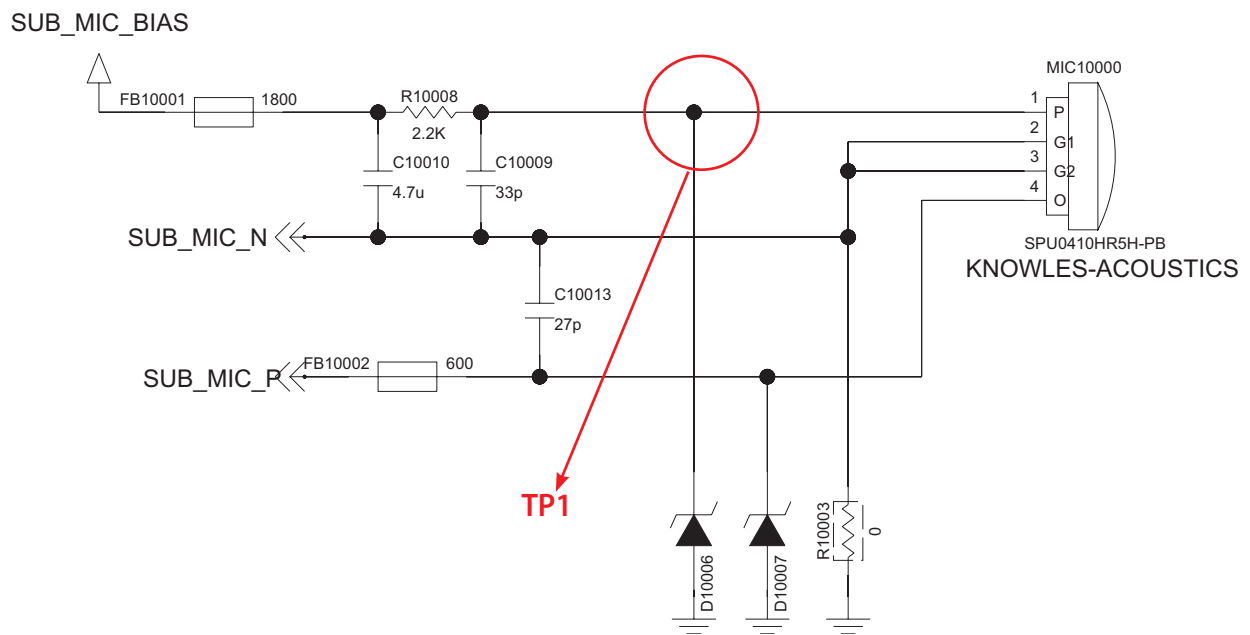 SUB_MIC_BIAS
MIC10000
FB10001
1800
R10008
2.2K
1
P
2
G1
3
G2
4
O
C10010
4.7u
C10009
33p
SUB_MIC_N
SPU0410HR5H-PB
KNOWLES-ACOUSTICS
C10013
27p
FB10002
600
SUB_MIC_P
TP1
D10006
D10007
R10003
0